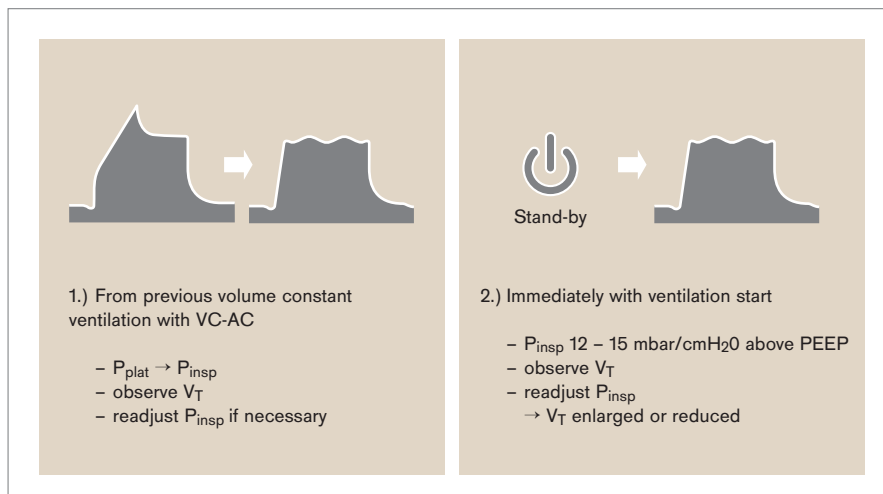 1.) From previous volume constant
ventilation with VC-AC
– Pplat → Pinsp
– observe VT
– readjust Pinsp if necessary
Stand-by
2.) Immediately with ventilation start
– Pinsp 12 – 15 mbar/cmH20 above PEEP
– observe VT
– readjust Pinsp
→ VT enlarged or reduced